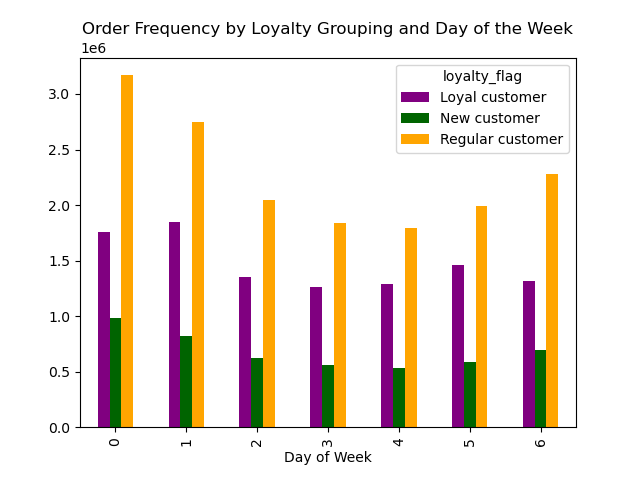 Order Frequency by Loyalty Grouping and Day of the Week
1e6
loyalty_flag
Loyal customer
New customer
Regular customer
3.0
2.5
2.0
1.5
1.0
0.5
0.0
0 1 2 3 4 5 6
Day of Week